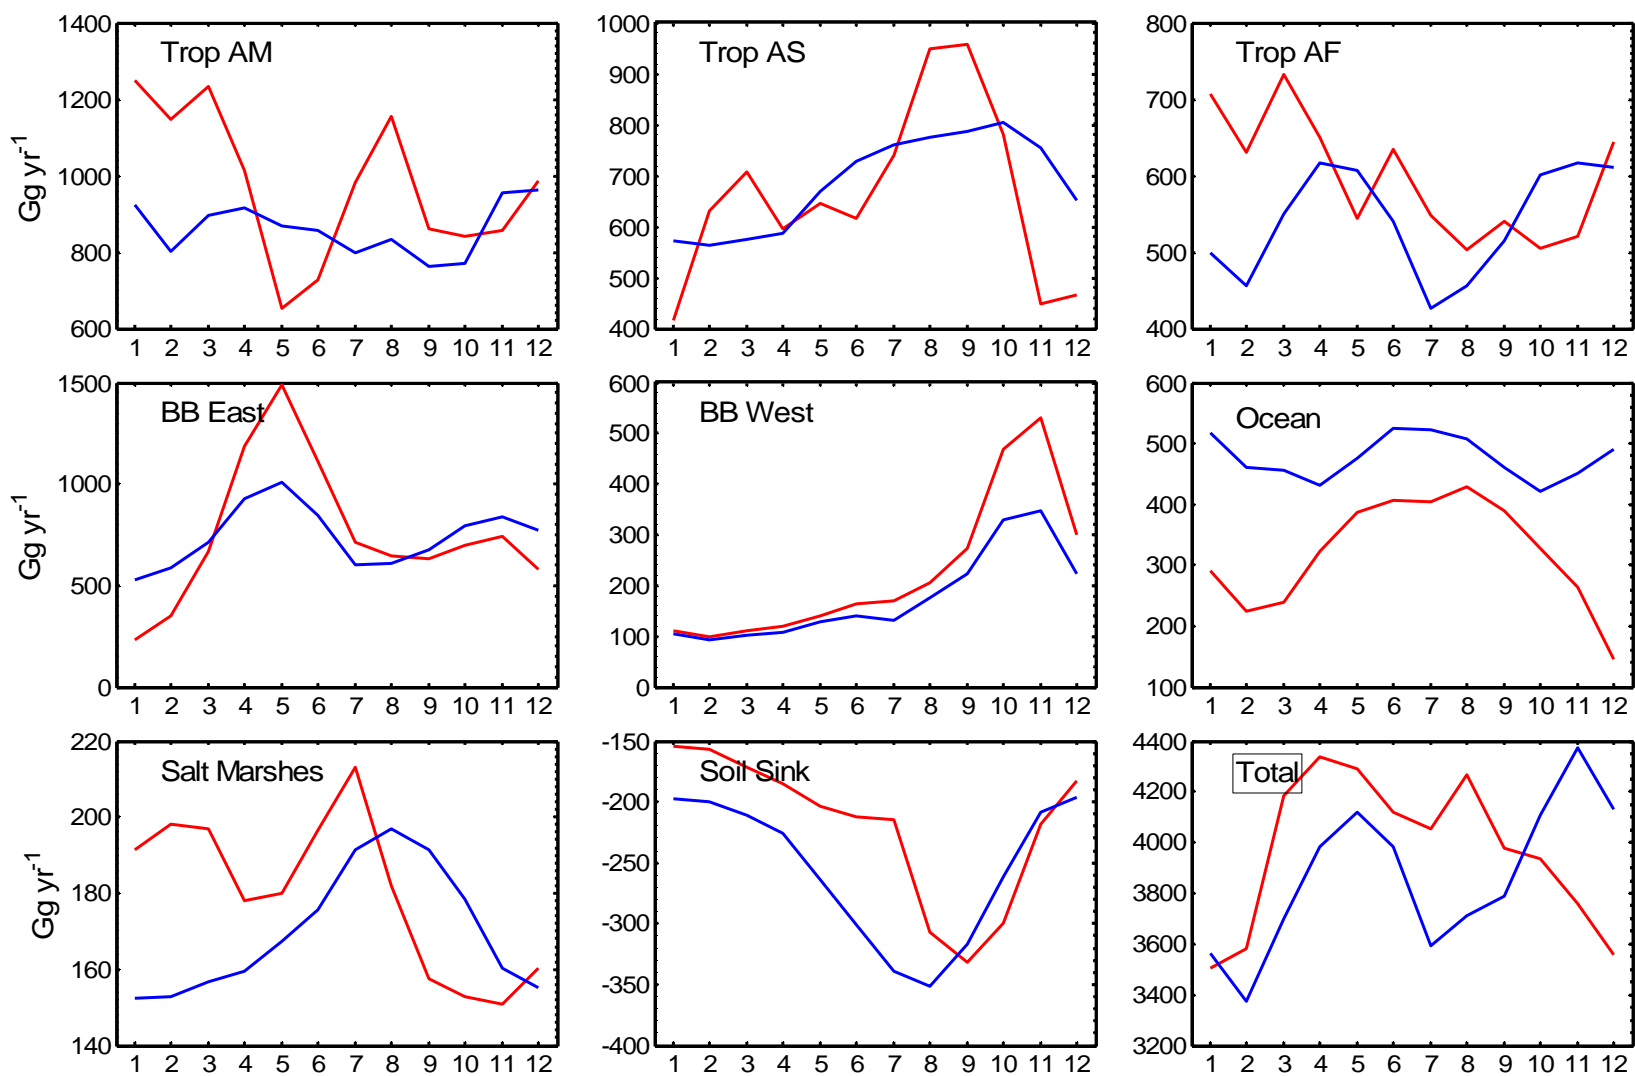 Trop AM
Gg yr-1
1400
1200
1000
800
600
1 2 3 4 5 6 7 8 9 10 11 12
Trop AS
1000
900
800
700
600
500
400
1 2 3 4 5 6 7 8 9 10 11 12
Trop AF
800
700
600
500
400
1 2 3 4 5 6 7 8 9 10 11 12
BB East
Gg yr-1
1500
1000
500
0
1 2 3 4 5 6 7 8 9 10 11 12
BB West
600
500
400
300
200
100
0
1 2 3 4 5 6 7 8 9 10 11 12
Ocean
600
500
400
300
200
100
1 2 3 4 5 6 7 8 9 10 11 12
Salt Marshes
Gg yr-1
220
200
180
160
140
1 2 3 4 5 6 7 8 9 10 11 12
Soil Sink
-150
-200
-250
-300
-350
-400
1 2 3 4 5 6 7 8 9 10 11 12
Total
4400
4200
4000
3800
3600
3400
3200
1 2 3 4 5 6 7 8 9 10 11 12